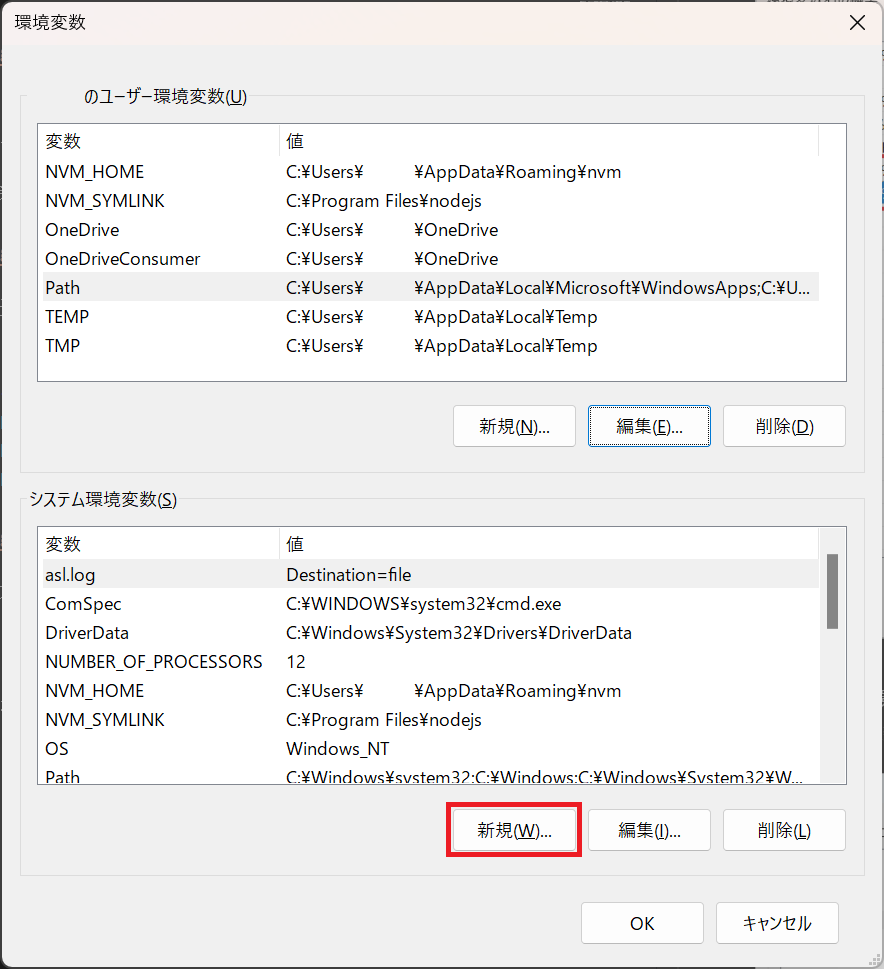 環境変数
のユーザー環境変数(U)
変数 値
NVM_HOME C:¥Users¥ ¥AppData¥Roaming¥nvm
NVM_SYMLINK C:¥Program Files¥nodejs
OneDrive C:¥Users¥ ¥OneDrive
OneDriveConsumer C:¥Users¥ ¥OneDrive
Path C:¥Users¥ ¥AppData¥Local¥Microsoft¥WindowsApps;C:¥U...
TEMP C:¥Users¥ ¥AppData¥Local¥Temp
TMP C:¥Users¥ ¥AppData¥Local¥Temp
新規(N)... 編集(E)... 削除(D)
システム環境変数(S)
変数 値
asl.log Destination=file
ComSpec C:¥WINDOWS¥system32¥cmd.exe
DriverData C:¥Windows¥System32¥Drivers¥DriverData
NUMBER_OF_PROCESSORS 12
NVM_HOME C:¥Users¥ ¥AppData¥Roaming¥nvm
NVM_SYMLINK C:¥Program Files¥nodejs
OS Windows_NT
Path C:¥Windows¥system32;C:¥Windows;C:¥Windows¥System32¥W...
新規(W)... 編集(I)... 削除(L)
OK キャンセル